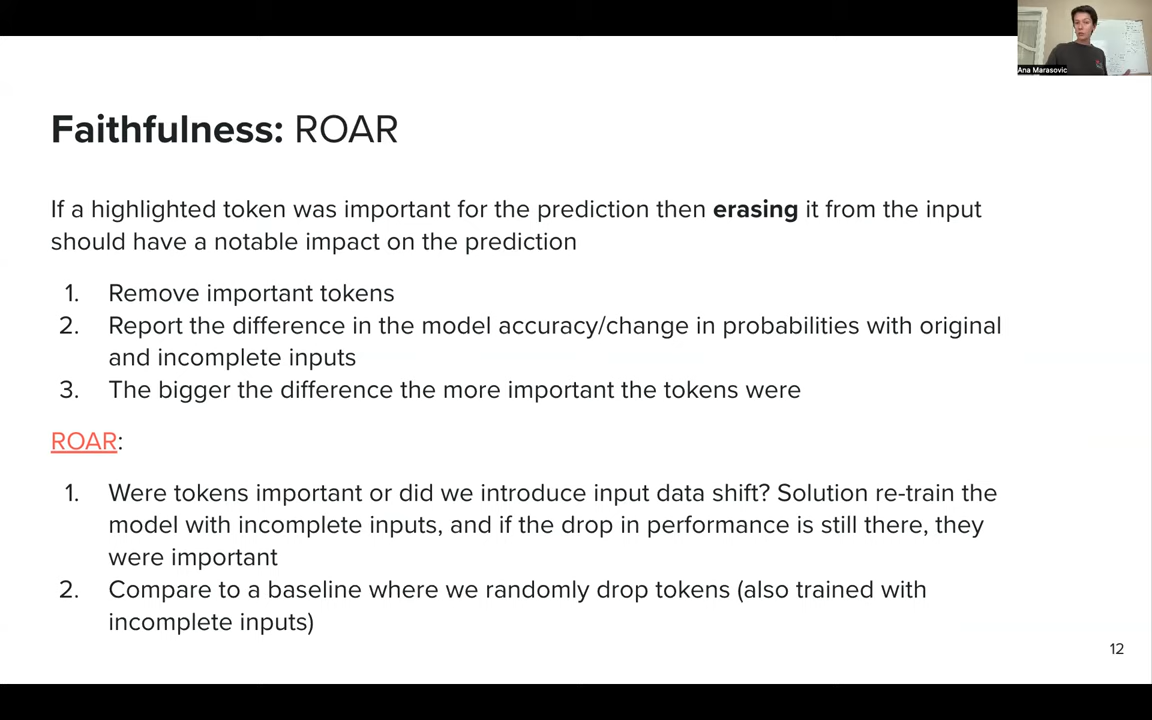 Ana Marasovic
Faithfulness: ROAR
If a highlighted token was important for the prediction then erasing it from the input
should have a notable impact on the prediction
1. Remove important tokens
2. Report the difference in the model accuracy/change in probabilities with original
and incomplete inputs
3. The bigger the difference the more important the tokens were
ROAR:
1. Were tokens important or did we introduce input data shift? Solution re-train the
model with incomplete inputs, and if the drop in performance is still there, they
were important
2. Compare to a baseline where we randomly drop tokens (also trained with
incomplete inputs)
12